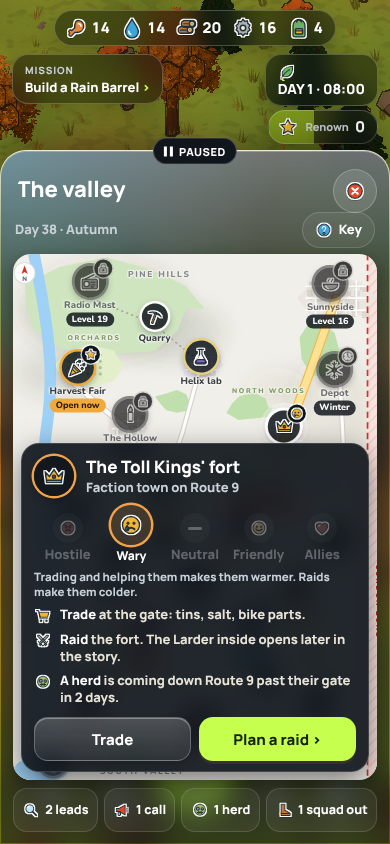 14 14 20 16 4
MISSION
Build a Rain Barrel ›
DAY 1 · 08:00
Renown 0
PAUSED
The valley
Day 38 · Autumn
Key
N
PINE HILLS
Radio Mast
Level 19
Quarry
Sunnyside
Level 16
ORCHARDS
Helix lab
Harvest Fair
Open now
NORTH WOODS
Depot
Winter
The Hollow
The Toll Kings' fort
Faction town on Route 9
Hostile Wary Neutral Friendly Allies
Trading and helping them makes them warmer. Raids
make them colder.
Trade at the gate: tins, salt, bike parts.
Raid the fort. The Larder inside opens later in
the story.
A herd is coming down Route 9 past their gate
in 2 days.
Trade
Plan a raid ›
SOUTH VALLEY
2 leads
1 call
1 herd
1 squad out